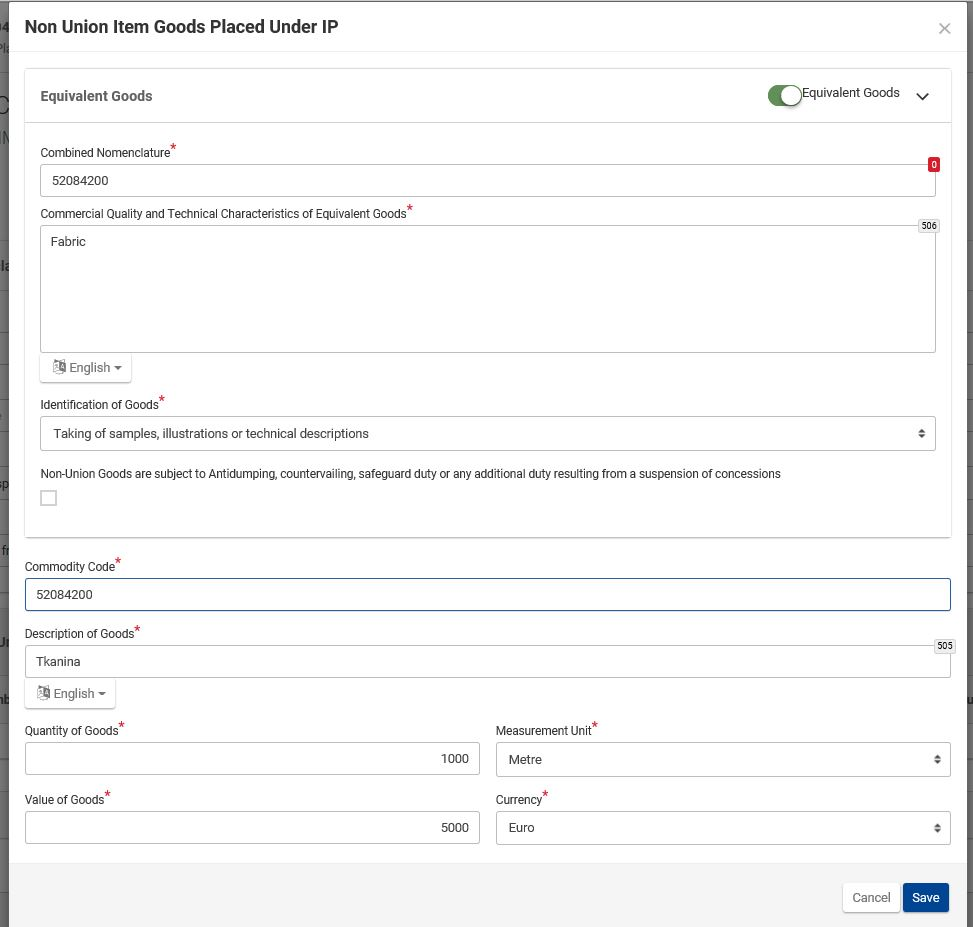 Non Union Item Goods Placed Under IP
Equivalent Goods
Equivalent Goods
Combined Nomenclature*
0
52084200
Commercial Quality and Technical Characteristics of Equivalent Goods*
506
Fabric
English
Identification of Goods*
Taking of samples, illustrations or technical descriptions
Non-Union Goods are subject to Antidumping, countervailing, safeguard duty or any additional duty resulting from a suspension of concessions
Commodity Code*
52084200
Description of Goods*
505
Tkanina
English
Quantity of Goods* Measurement Unit*
1000 Metre
Value of Goods* Currency*
5000 Euro
Cancel Save